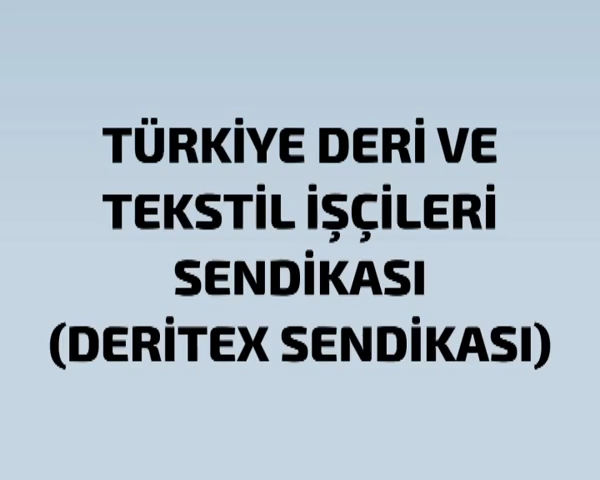 TÜRKİYE DERİ VE
TEKSTİL İŞÇİLERİ
SENDİKASI
(DERİTEX SENDİKASI)